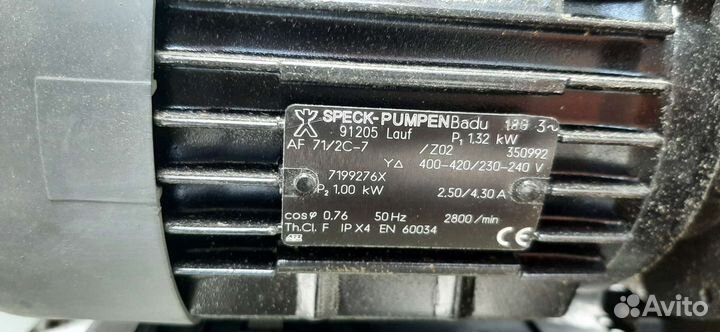 SPECK-PUMPEN Badu 3~
91205 Lauf P₁ 1.32 kW
AF 71/2C-7 /Z02 350992
Y△ 400-420/230-240 V
7199276X
P₂ 1.00 kW 2.50/4.30 A
cosφ 0,76 50 Hz 2800/min
Th.Cl. F IP X4 EN 60034
CE
Avito